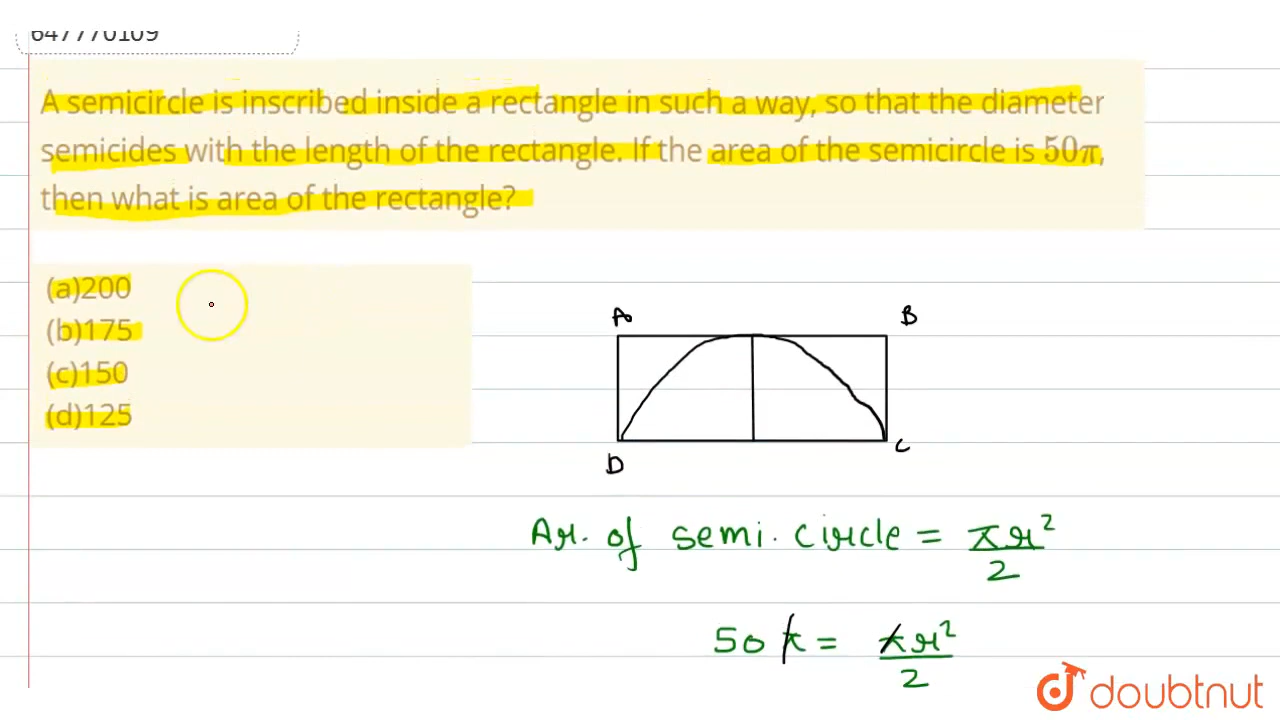 647770109
A semicircle is inscribed inside a rectangle in such a way, so that the diameter
semicides with the length of the rectangle. If the area of the semicircle is 50π,
then what is area of the rectangle?
(a)200
(b)175
(c)150
(d)125
A B
D C
Ar. of semi. circle = πr²/2
50 π = πr²/2
doubtnut